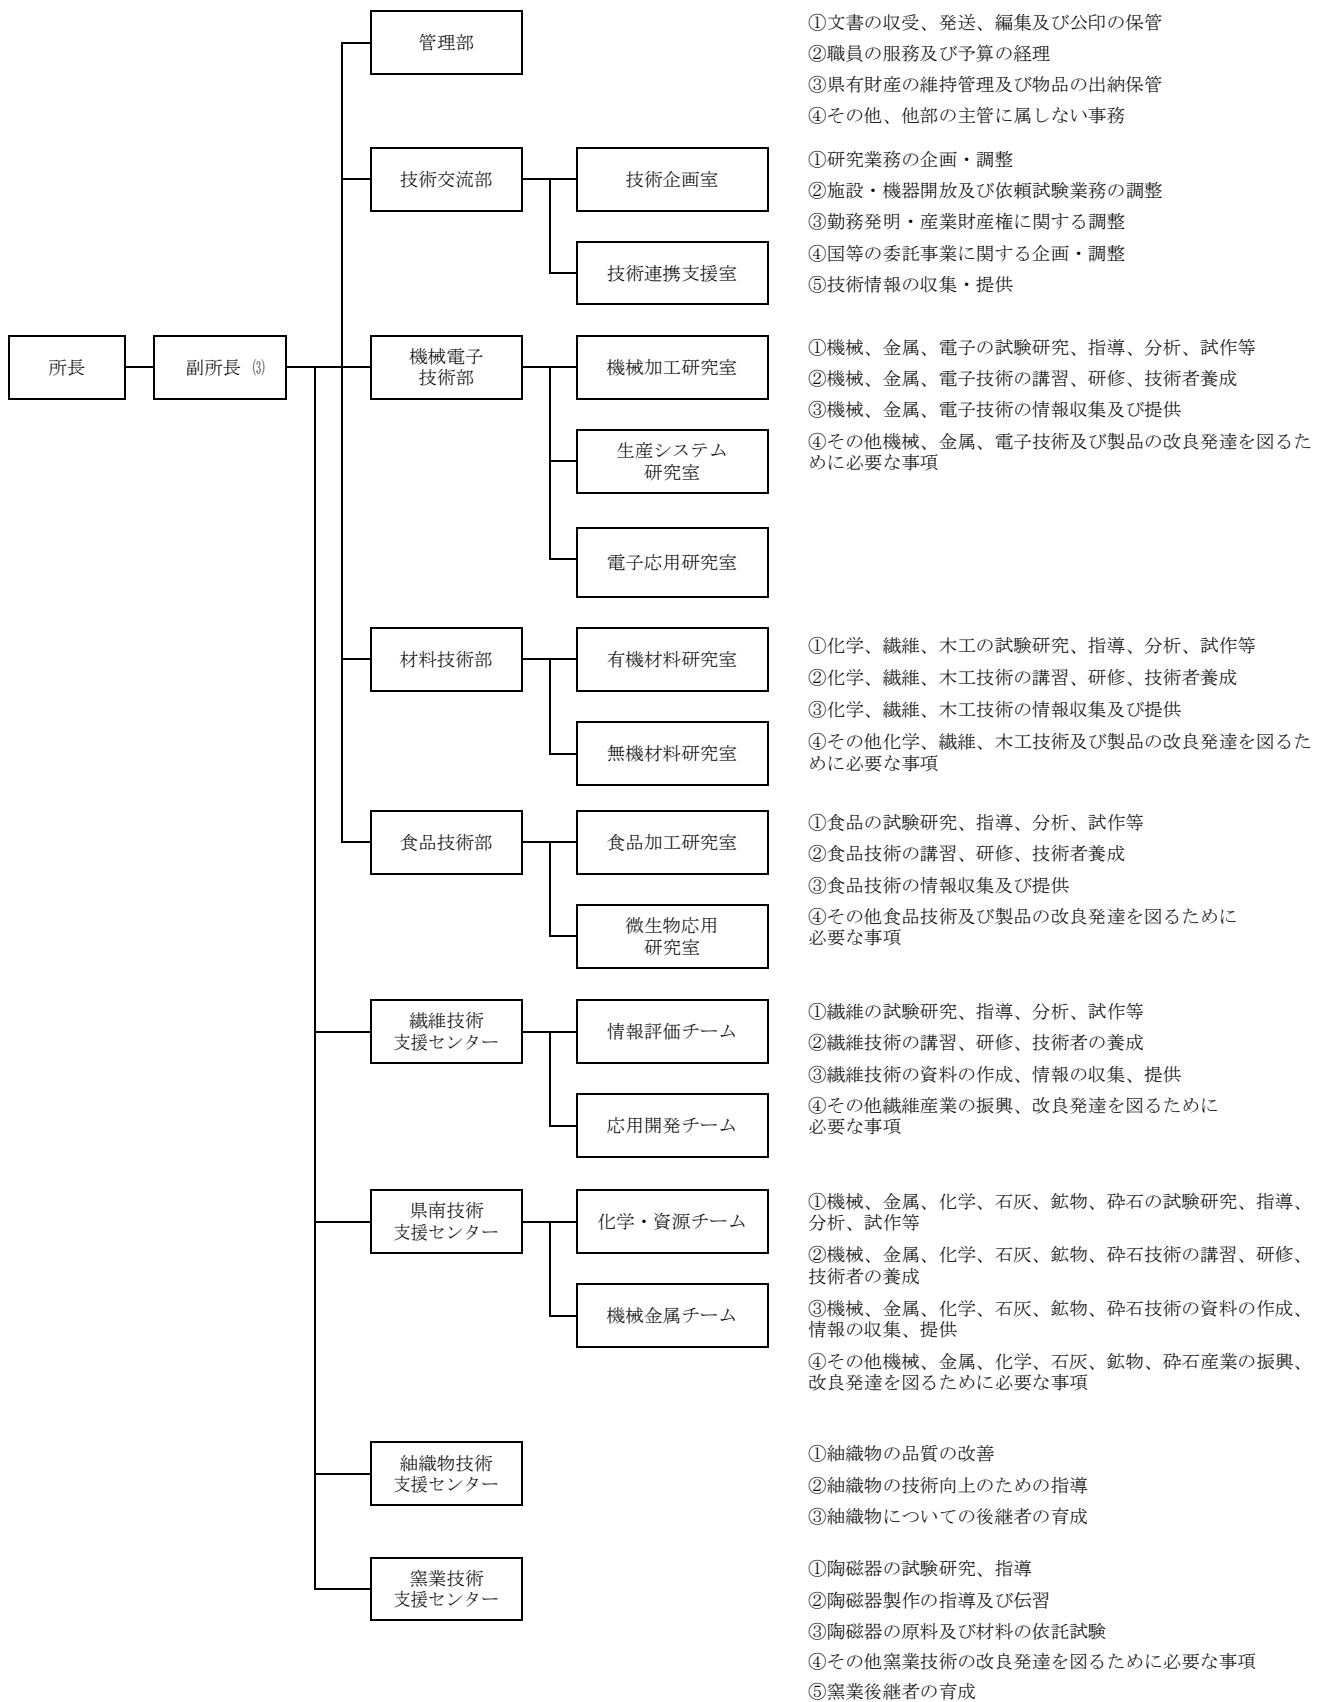 管理部
①文書の収受、発送、編集及び公印の保管
②職員の服務及び予算の経理
③県有財産の維持管理及び物品の出納保管
④その他、他部の主管に属しない事務
技術交流部
技術企画室
技術連携支援室
①研究業務の企画・調整
②施設・機器開放及び依頼試験業務の調整
③勤務発明・産業財産権に関する調整
④国等の委託事業に関する企画・調整
⑤技術情報の収集・提供
所長
副所長 ⑶
機械電子
技術部
機械加工研究室
生産システム
研究室
電子応用研究室
①機械、金属、電子の試験研究、指導、分析、試作等
②機械、金属、電子技術の講習、研修、技術者養成
③機械、金属、電子技術の情報収集及び提供
④その他機械、金属、電子技術及び製品の改良発達を図るた
めに必要な事項
材料技術部
有機材料研究室
無機材料研究室
①化学、繊維、木工の試験研究、指導、分析、試作等
②化学、繊維、木工技術の講習、研修、技術者養成
③化学、繊維、木工技術の情報収集及び提供
④その他化学、繊維、木工技術及び製品の改良発達を図るた
めに必要な事項
食品技術部
食品加工研究室
微生物応用
研究室
①食品の試験研究、指導、分析、試作等
②食品技術の講習、研修、技術者養成
③食品技術の情報収集及び提供
④その他食品技術及び製品の改良発達を図るために
必要な事項
繊維技術
支援センター
情報評価チーム
応用開発チーム
①繊維の試験研究、指導、分析、試作等
②繊維技術の講習、研修、技術者の養成
③繊維技術の資料の作成、情報の収集、提供
④その他繊維産業の振興、改良発達を図るために
必要な事項
県南技術
支援センター
化学・資源チーム
機械金属チーム
①機械、金属、化学、石灰、鉱物、砕石の試験研究、指導、
分析、試作等
②機械、金属、化学、石灰、鉱物、砕石技術の講習、研修、
技術者の養成
③機械、金属、化学、石灰、鉱物、砕石技術の資料の作成、
情報の収集、提供
④その他機械、金属、化学、石灰、鉱物、砕石産業の振興、
改良発達を図るために必要な事項
紬織物技術
支援センター
①紬織物の品質の改善
②紬織物の技術向上のための指導
③紬織物についての後継者の育成
窯業技術
支援センター
①陶磁器の試験研究、指導
②陶磁器製作の指導及び伝習
③陶磁器の原料及び材料の依託試験
④その他窯業技術の改良発達を図るために必要な事項
⑤窯業後継者の育成